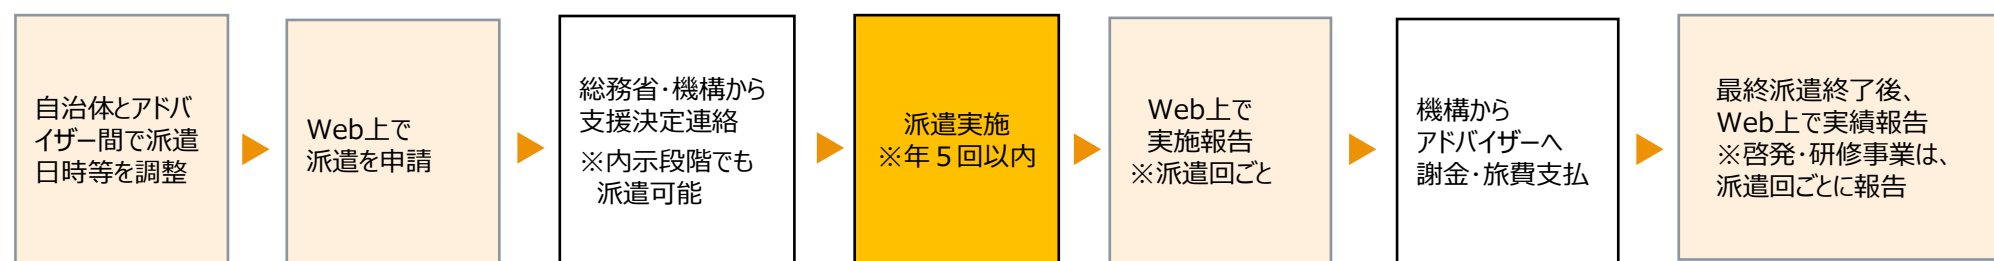 自治体とアドバ
イザー間で派遣
日時等を調整
Web上で
派遣を申請
総務省・機構から
支援決定連絡
※内示段階でも
派遣可能
派遣実施
※年５回以内
Web上で
実施報告
※派遣回ごと
機構から
アドバイザーへ
謝金・旅費支払
最終派遣終了後、
Web上で実績報告
※啓発・研修事業は、
派遣回ごとに報告